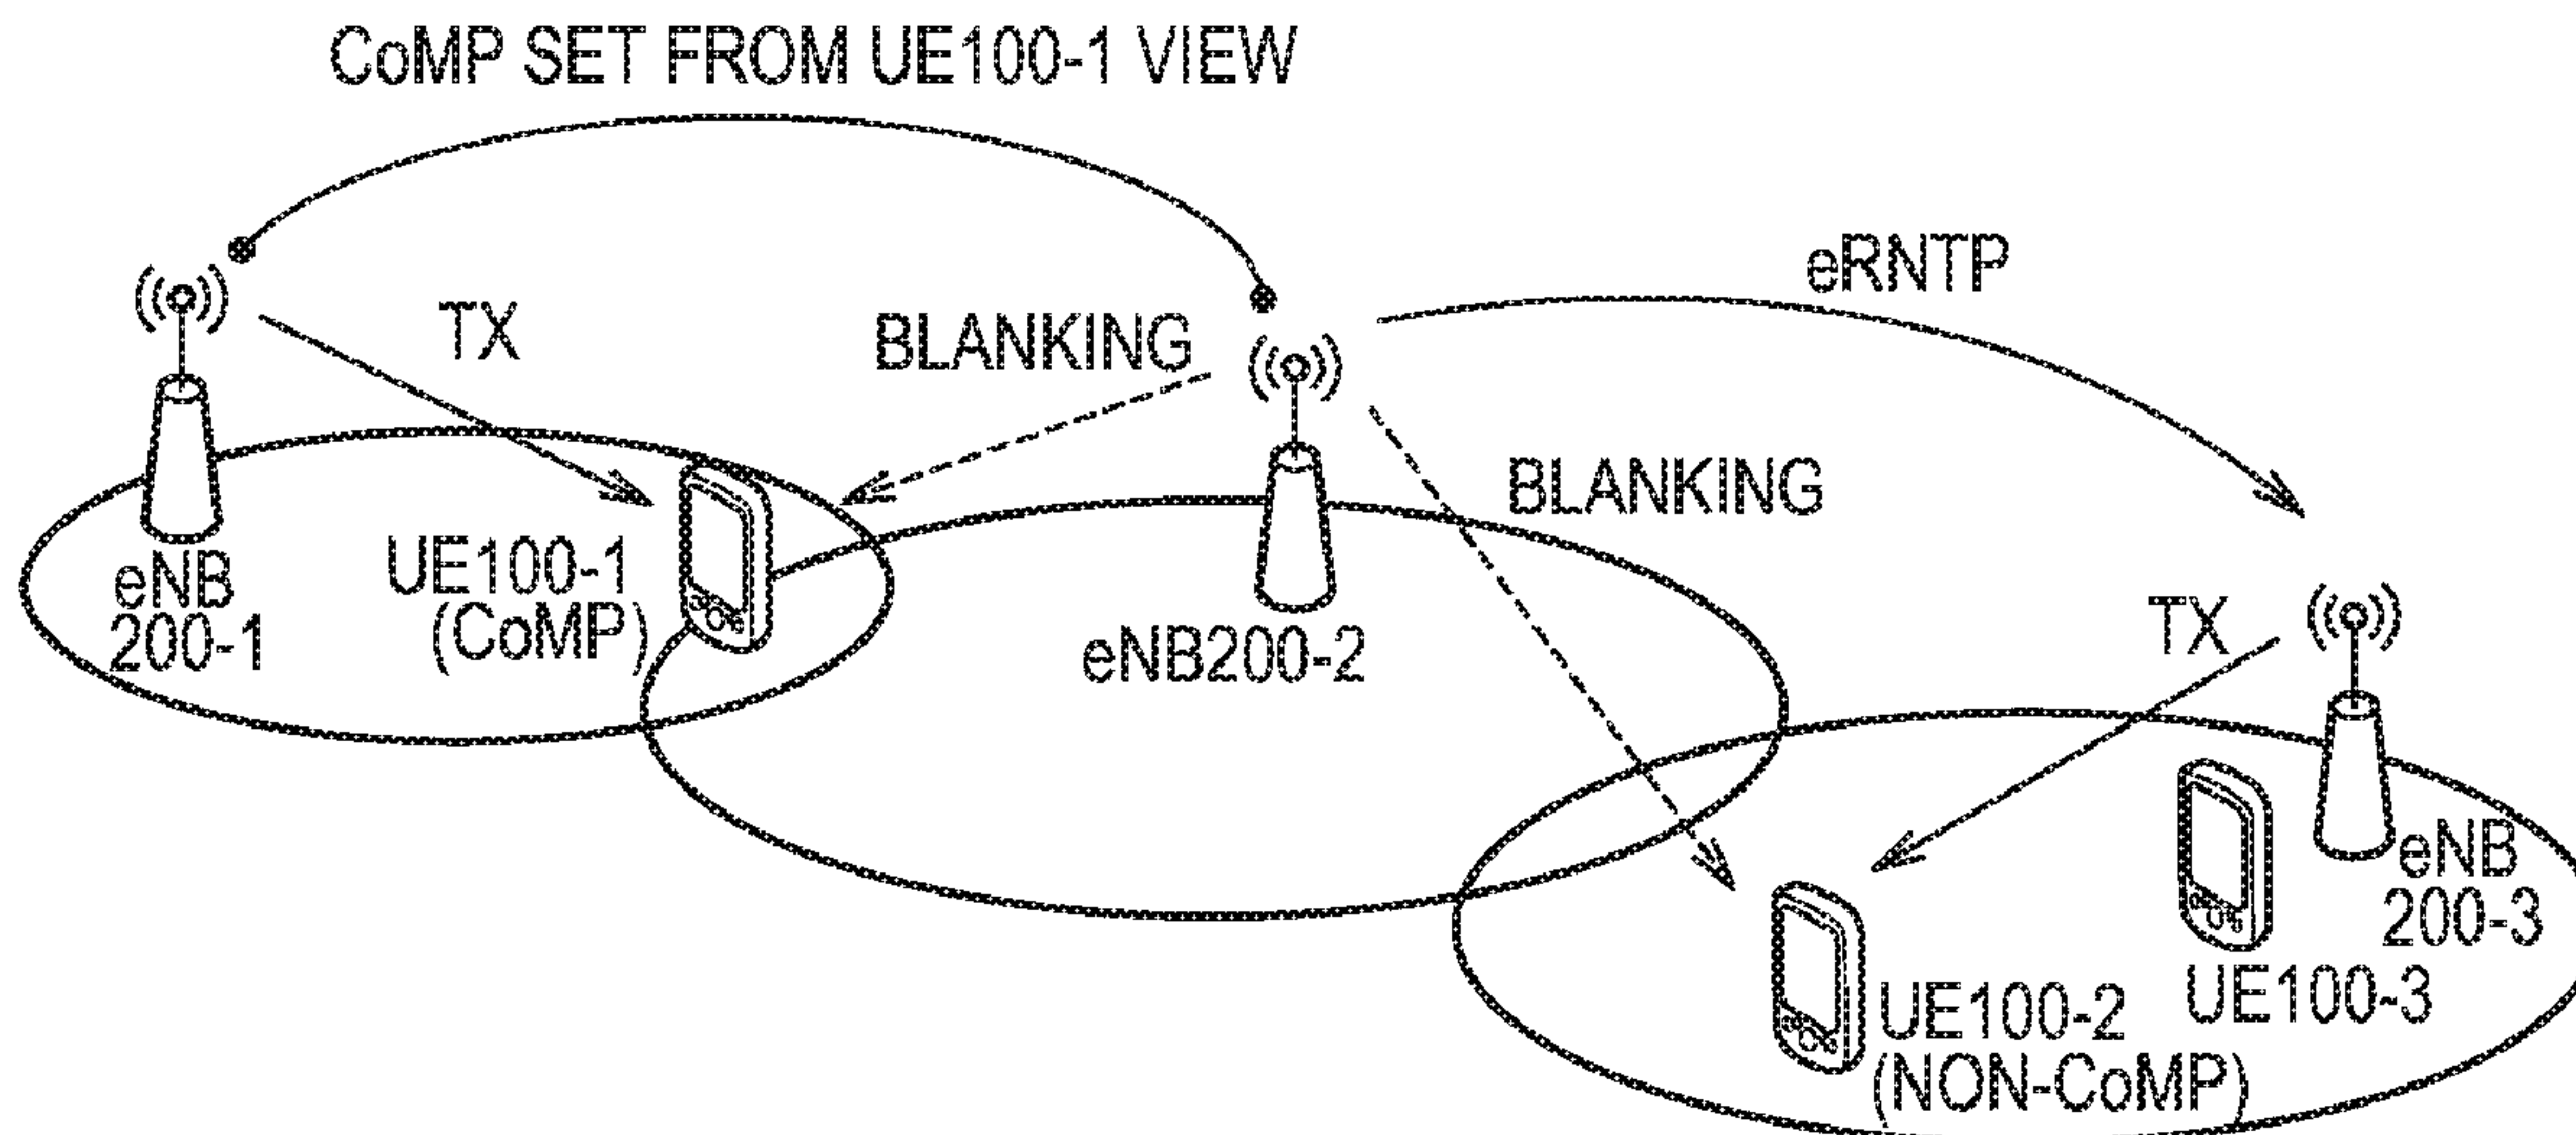 CoMP SET FROM UE100-1 VIEW
eRNTP
TX
BLANKING
BLANKING
eNB
200-1
UE100-1
(CoMP)
eNB200-2
TX
eNB
200-3
UE100-3
UE100-2
(NON-CoMP)